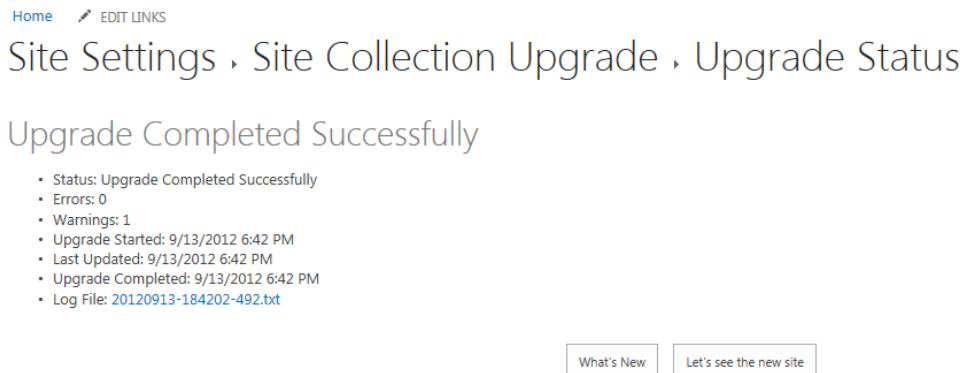 Home EDIT LINKS
Site Settings › Site Collection Upgrade › Upgrade Status
Upgrade Completed Successfully
• Status: Upgrade Completed Successfully
• Errors: 0
• Warnings: 1
• Upgrade Started: 9/13/2012 6:42 PM
• Last Updated: 9/13/2012 6:42 PM
• Upgrade Completed: 9/13/2012 6:42 PM
• Log File: 20120913-184202-492.txt
What's New Let's see the new site